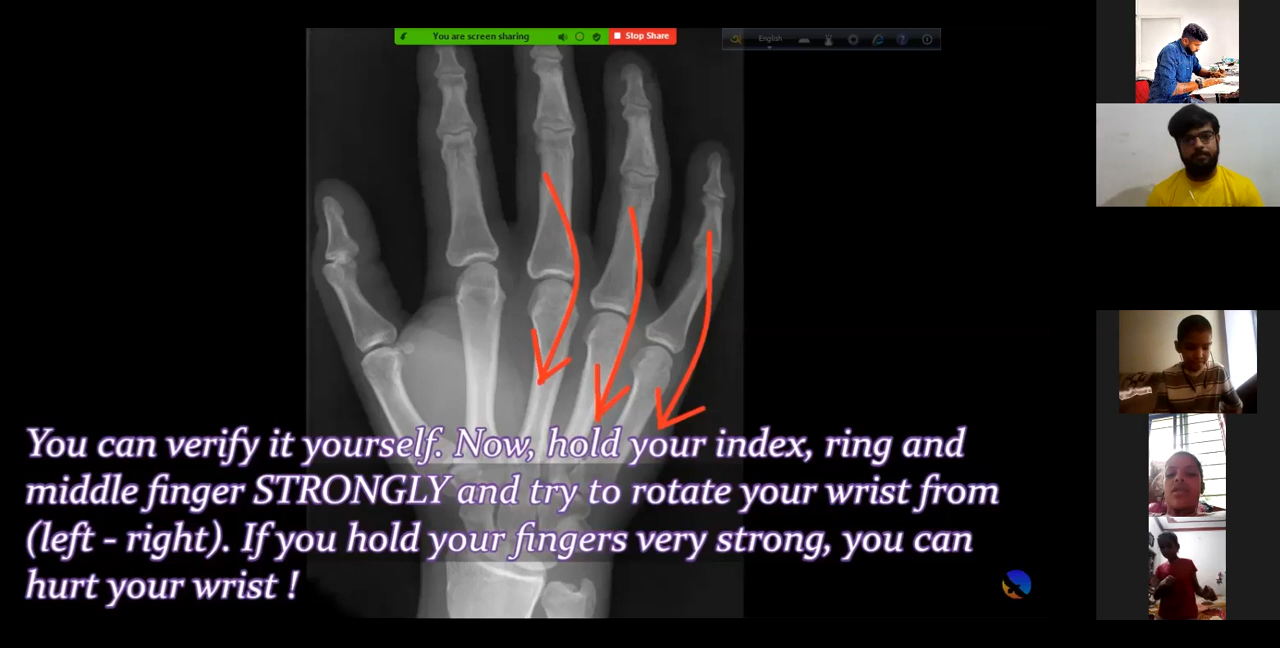 You are screen sharing
Stop Share
English
You can verify it yourself. Now, hold your index, ring and
middle finger STRONGLY and try to rotate your wrist from
(left - right). If you hold your fingers very strong, you can
hurt your wrist !